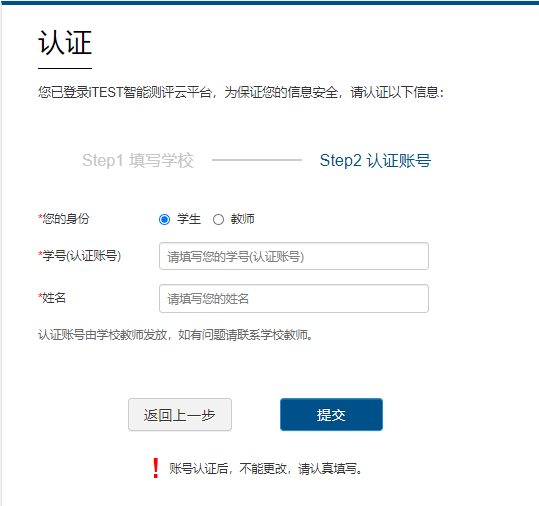 认证
您已登录iTEST智能测评云平台，为保证您的信息安全，请认证以下信息：
Step1 填写学校 Step2 认证账号
*您的身份 学生 教师
*学号(认证账号) 请填写您的学号(认证账号)
*姓名 请填写您的姓名
认证账号由学校教师发放，如有问题请联系学校教师。
返回上一步 提交
! 账号认证后，不能更改，请认真填写。